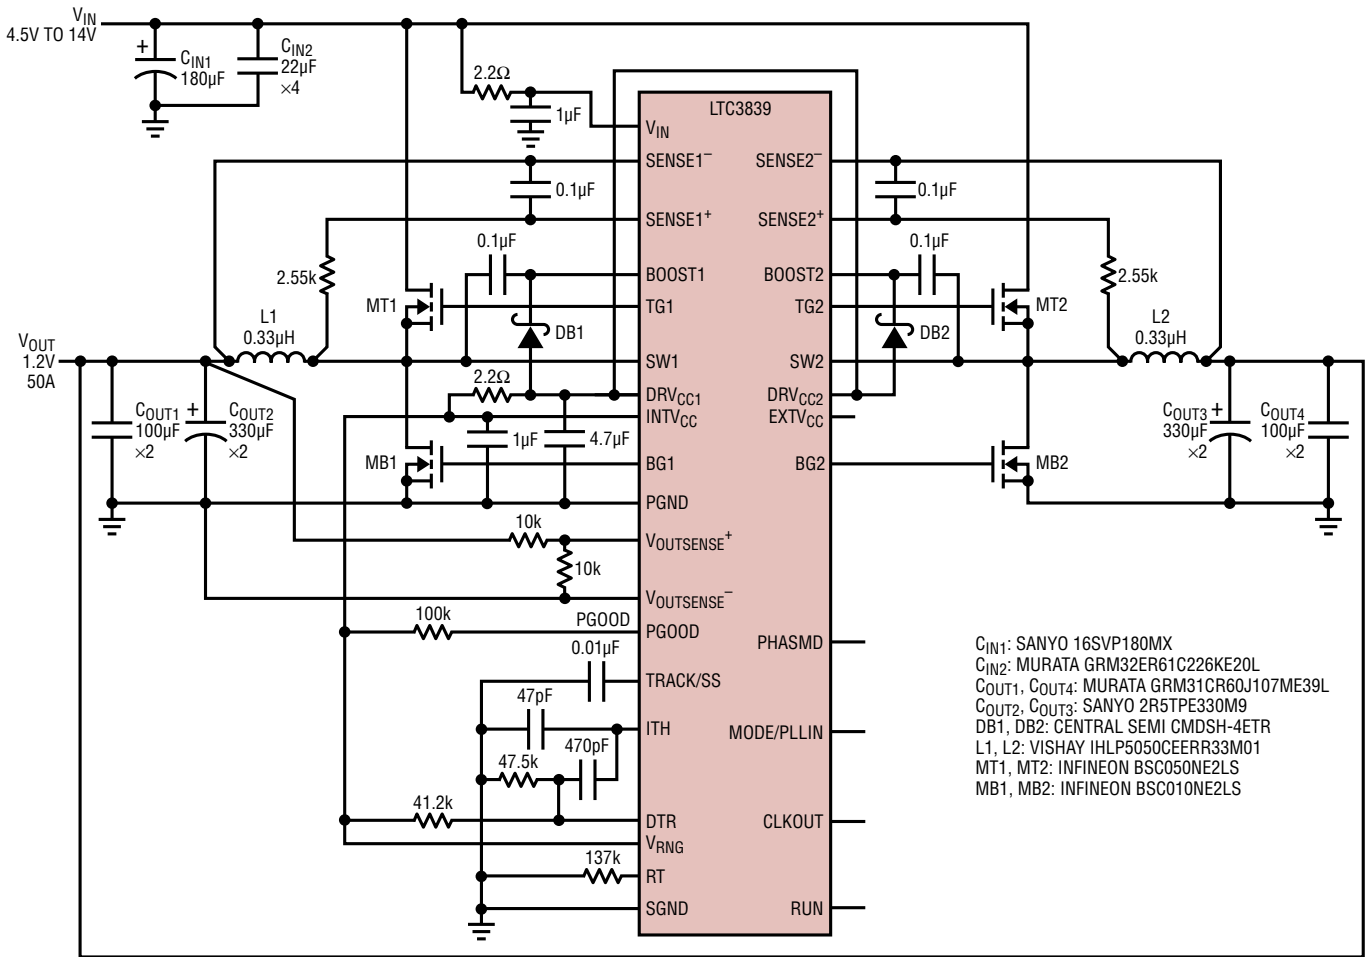 VIN
4.5V TO 14V
+
CIN1
180µF
CIN2
22µF
×4
2.2Ω
1µF
LTC3839
VIN
SENSE1−
SENSE2−
0.1µF
0.1µF
SENSE1+
SENSE2+
0.1µF
0.1µF
2.55k
BOOST1
BOOST2
2.55k
MT1
TG1
TG2
MT2
L1
0.33µH
DB1
DB2
L2
0.33µH
VOUT
1.2V
50A
SW1
SW2
2.2Ω
DRVCC1
DRVCC2
INTVCC
EXTVCC
COUT1
100µF
×2
+
COUT2
330µF
×2
1µF
4.7µF
COUT3
330µF
×2
+
COUT4
100µF
×2
MB1
BG1
BG2
MB2
PGND
10k
VOUTSENSE+
10k
VOUTSENSE−
100k
PGOOD
PGOOD
PHASMD
0.01µF
TRACK/SS
47pF
ITH
MODE/PLLIN
470pF
47.5k
41.2k
DTR
CLKOUT
VRNG
137k
RT
SGND
RUN
CIN1: SANYO 16SVP180MX
CIN2: MURATA GRM32ER61C226KE20L
COUT1, COUT4: MURATA GRM31CR60J107ME39L
COUT2, COUT3: SANYO 2R5TPE330M9
DB1, DB2: CENTRAL SEMI CMDSH-4ETR
L1, L2: VISHAY IHLP5050CEERR33M01
MT1, MT2: INFINEON BSC050NE2LS
MB1, MB2: INFINEON BSC010NE2LS